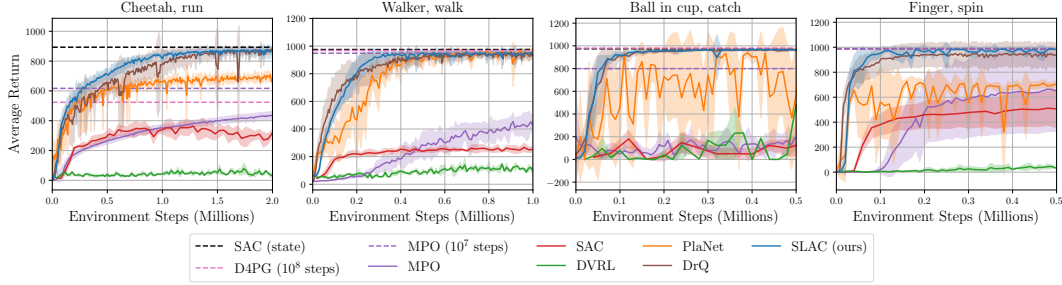 Cheetah, run
Walker, walk
Ball in cup, catch
Finger, spin
Average Return
1000
800
600
400
200
0
0.0 0.5 1.0 1.5 2.0
Environment Steps (Millions)
1200
1000
800
600
400
200
0
0.0 0.2 0.4 0.6 0.8 1.0
Environment Steps (Millions)
1200
1000
800
600
400
200
0
−200
0.0 0.1 0.2 0.3 0.4 0.5
Environment Steps (Millions)
1200
1000
800
600
400
200
0
0.0 0.1 0.2 0.3 0.4 0.5
Environment Steps (Millions)
SAC (state) MPO (10⁷ steps) SAC PlaNet SLAC (ours)
D4PG (10⁸ steps) MPO DVRL DrQ